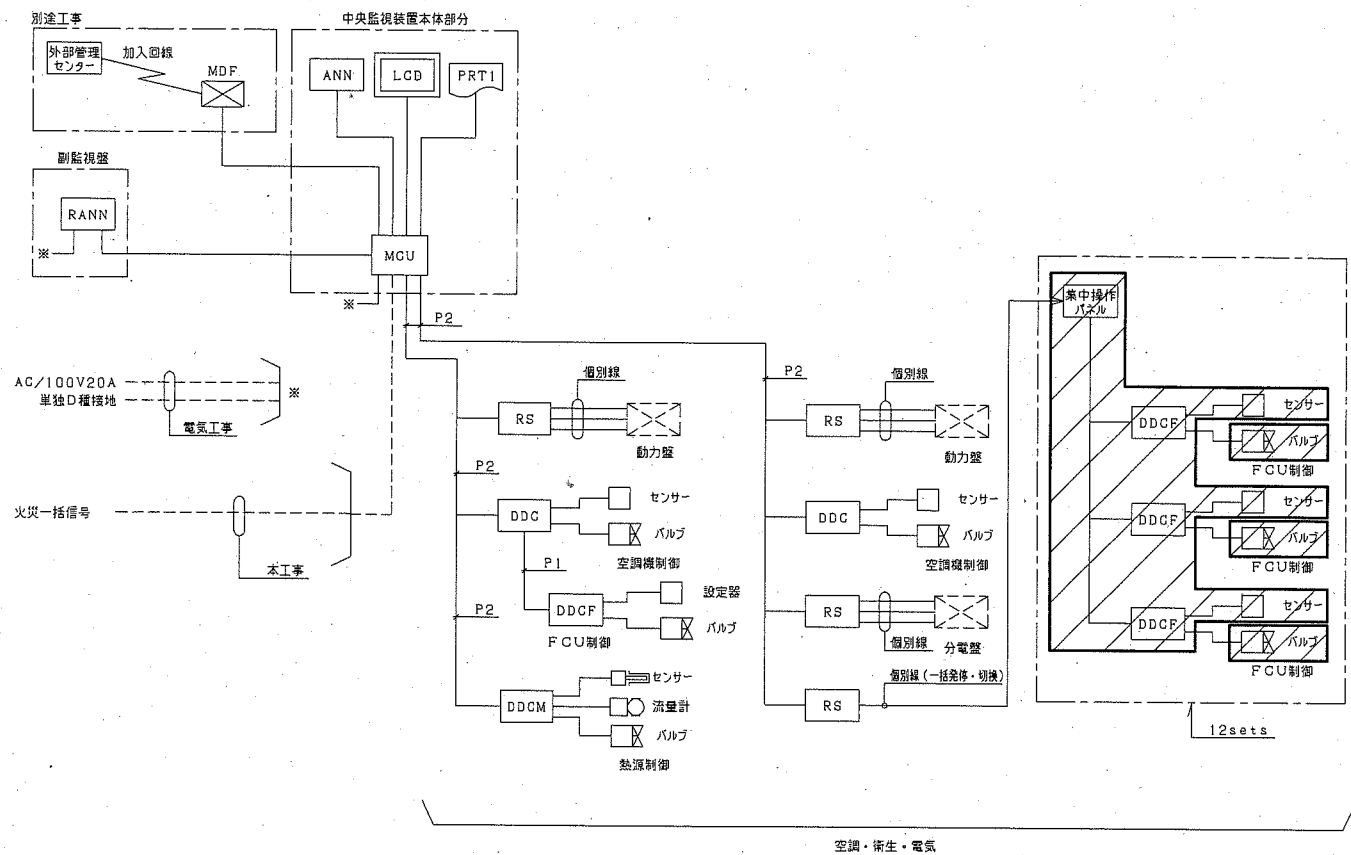 別途工事
外部管理
センター
加入回線
MDF
中央監視装置本体部分
ANN
LCD
PRT1
副監視盤
RANN
※
MCU
※
P2
AC/100V20A
単独D種接地
※
電気工事
火災一括信号
本工事
個別線
RS
動力盤
P2
DDC
センサー
バルブ
空調機制御
P1
P2
DDCF
設定器
バルブ
FCU制御
DDCM
センサー
流量計
バルブ
熱源制御
P2
個別線
RS
動力盤
DDC
センサー
バルブ
空調機制御
RS
個別線
分電盤
個別線(一括発停・切換)
RS
集中操作
パネル
DDCF
センサー
バルブ
FCU制御
DDCF
センサー
バルブ
FCU制御
DDCF
センサー
バルブ
FCU制御
12sets
空調・衛生・電気